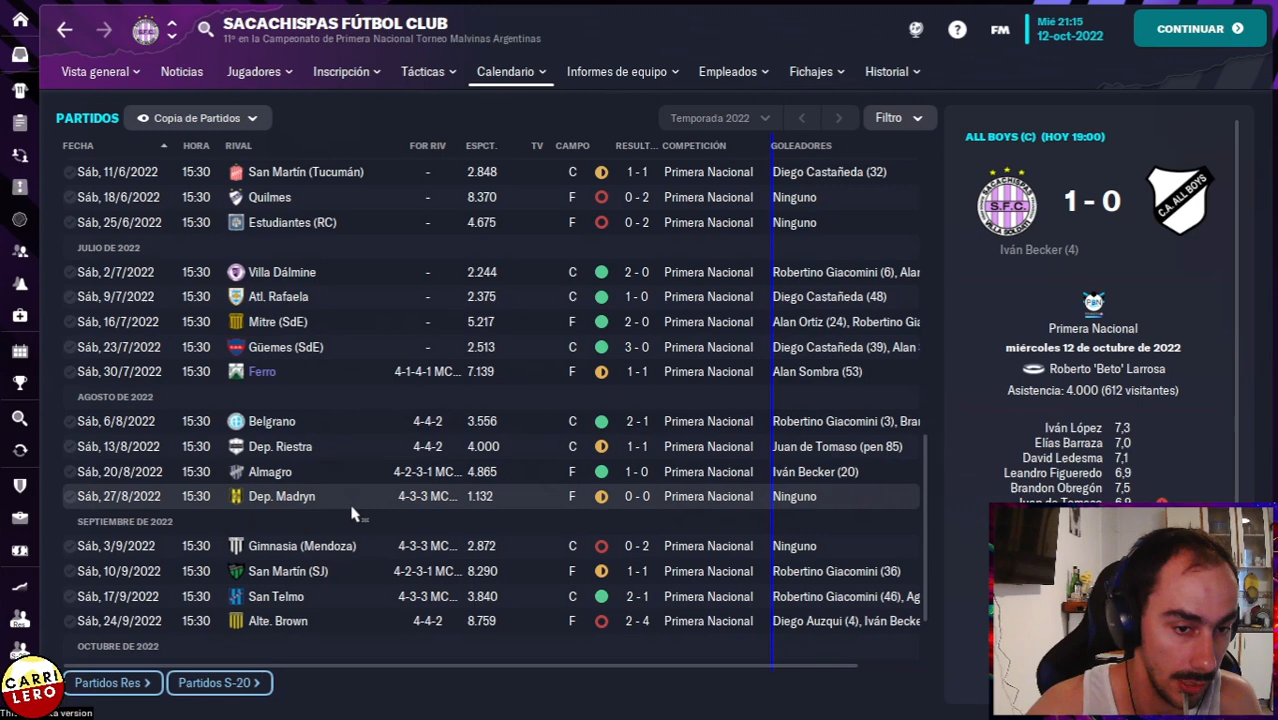 SACACHISPAS FÚTBOL CLUB
11º en la Campeonato de Primera Nacional Torneo Malvinas Argentinas
FM
Mié 21:15
12-oct-2022
CONTINUAR
Vista general
Noticias
Jugadores
Inscripción
Tácticas
Calendario
Informes de equipo
Empleados
Fichajes
Historial
PARTIDOS
Copia de Partidos
Temporada 2022
Filtro
FECHA HORA RIVAL FOR RIV ESPCT. TV CAMPO RESULT... COMPETICIÓN GOLEADORES
Sáb, 11/6/2022 15:30 San Martín (Tucumán) - 2.848 C 1 - 1 Primera Nacional Diego Castañeda (32)
Sáb, 18/6/2022 15:30 Quilmes - 8.370 F 0 - 2 Primera Nacional Ninguno
Sáb, 25/6/2022 15:30 Estudiantes (RC) - 4.675 F 0 - 2 Primera Nacional Ninguno
JULIO DE 2022
Sáb, 2/7/2022 15:30 Villa Dálmine - 2.244 C 2 - 0 Primera Nacional Robertino Giacomini (6), Alar
Sáb, 9/7/2022 15:30 Atl. Rafaela - 2.375 C 1 - 0 Primera Nacional Diego Castañeda (48)
Sáb, 16/7/2022 15:30 Mitre (SdE) - 5.217 F 2 - 0 Primera Nacional Alan Ortiz (24), Robertino Gia
Sáb, 23/7/2022 15:30 Güemes (SdE) - 2.513 C 3 - 0 Primera Nacional Diego Castañeda (39), Alan
Sáb, 30/7/2022 15:30 Ferro 4-1-4-1 MC... 7.139 F 1 - 1 Primera Nacional Alan Sombra (53)
AGOSTO DE 2022
Sáb, 6/8/2022 15:30 Belgrano 4-4-2 3.556 C 2 - 1 Primera Nacional Robertino Giacomini (3), Bran
Sáb, 13/8/2022 15:30 Dep. Riestra 4-4-2 4.000 C 1 - 1 Primera Nacional Juan de Tomaso (pen 85)
Sáb, 20/8/2022 15:30 Almagro 4-2-3-1 MC... 4.865 F 1 - 0 Primera Nacional Iván Becker (20)
Sáb, 27/8/2022 15:30 Dep. Madryn 4-3-3 MC... 1.132 F 0 - 0 Primera Nacional Ninguno
SEPTIEMBRE DE 2022
Sáb, 3/9/2022 15:30 Gimnasia (Mendoza) 4-3-3 MC... 2.872 C 0 - 2 Primera Nacional Ninguno
Sáb, 10/9/2022 15:30 San Martín (SJ) 4-2-3-1 MC... 8.290 F 1 - 1 Primera Nacional Robertino Giacomini (36)
Sáb, 17/9/2022 15:30 San Telmo 4-3-3 MC... 3.840 C 2 - 1 Primera Nacional Robertino Giacomini (46), Ag
Sáb, 24/9/2022 15:30 Alte. Brown 4-4-2 8.759 F 2 - 4 Primera Nacional Diego Auzqui (4), Iván Becke
OCTUBRE DE 2022
Partidos Res
Partidos S-20
ALL BOYS (C) (HOY 19:00)
SACACHISPAS
S.F.C.
VILLA SOLDATI
1 - 0
C.A. ALL BOYS
Iván Becker (4)
Primera Nacional
miércoles 12 de octubre de 2022
Roberto 'Beto' Larrosa
Asistencia: 4.000 (612 visitantes)
Iván López 7,3
Elías Barraza 7,0
David Ledesma 7,1
Leandro Figueredo 6,9
Brandon Obregón 7,5
Juan de Tomaso 6,9
CARRI
LERO
version